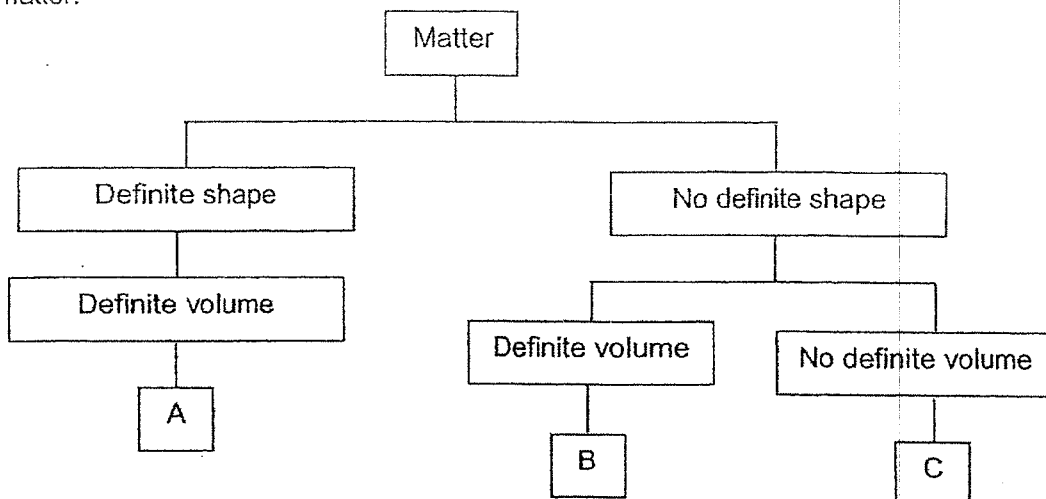 matter.
Matter
Definite shape
No definite shape
Definite volume
Definite volume
No definite volume
A
B
C